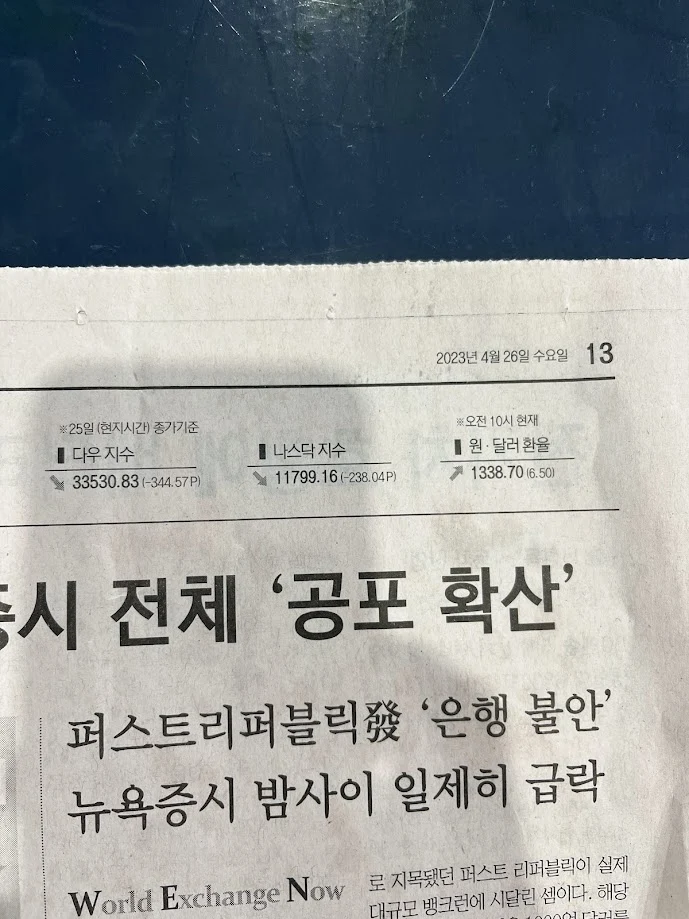 2023년 4월 26일 수요일 13
※25일 (현지시간) 종가기준
다우 지수
33530.83 (-344.57P)
나스닥 지수
11799.16 (-238.04P)
※오전 10시 현재
원·달러 환율
1338.70 (6.50)
증시 전체 ‘공포 확산’
퍼스트리퍼블릭發 ‘은행 불안’
뉴욕증시 밤사이 일제히 급락
World Exchange Now
로 지목됐던 퍼스트 리퍼블릭이 실제
대규모 뱅크런에 시달린 셈이다. 해당